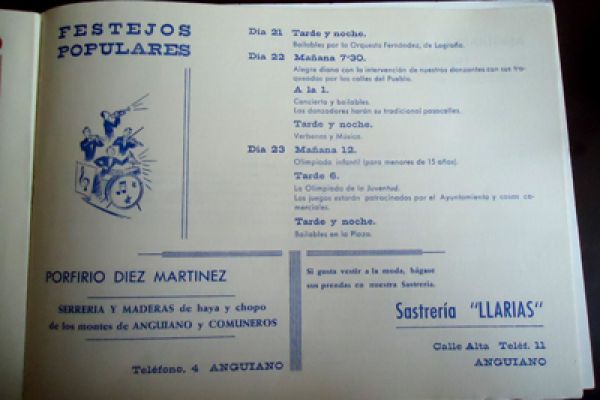 FESTEJOS
POPULARES
Día 21 Tarde y noche.
Bailables por la Orquesta Fernández, de Logroño.
Día 22 Mañana 7-30.
Alegre diana con la intervención de nuestros danzantes con sus tro-
queados por las calles del Pueblo.
A la 1.
Concierto y bailables.
Los danzadores harán su tradicional pasacalles.
Tarde y noche.
Verbenas y Música.
Día 23 Mañana 12.
Olimpiada infantil (para menores de 15 años).
Tarde 6.
La Olimpiada de la Juventud.
Los juegos estarán patrocinados por el Ayuntamiento y casas co-
merciales.
Tarde y noche.
Bailables en la Plaza.
PORFIRIO DIEZ MARTINEZ
SERRERIA Y MADERAS de haya y chopo
de los montes de ANGUIANO y COMUNEROS
Teléfono, 4 ANGUIANO
Si gusta vestir a la moda, hágase
sus prendas en nuestra Sastrería.
Sastrería "LLARIAS"
Calle Alta Teléf. 11
ANGUIANO